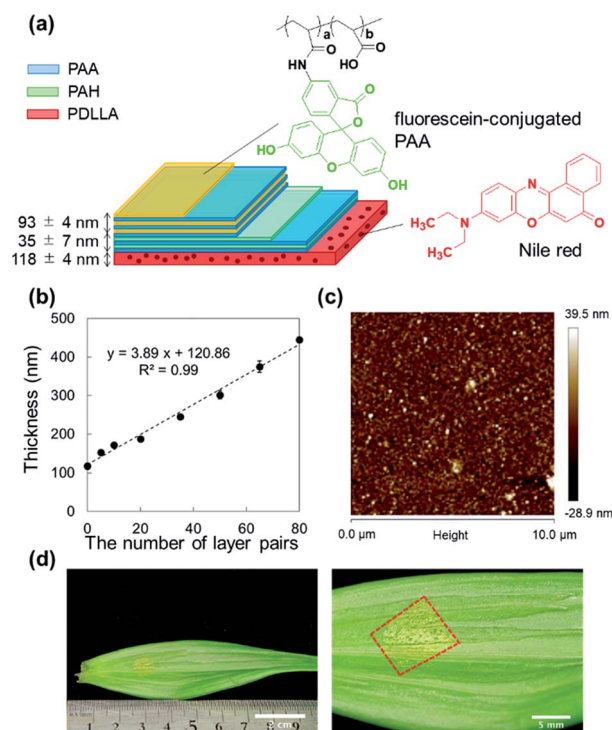 (a)
PAA
PAH
PDLLA
a
b
O
HN
HO
O
O
O
HO
O
OH
fluorescein-conjugated
PAA
93 ± 4 nm
35 ± 7 nm
118 ± 4 nm
N
H₃C
N
O
O
H₃C
Nile red
(b)
Thickness (nm)
500
400
300
200
100
0
y = 3.89 x + 120.86
R² = 0.99
0 20 40 60 80
The number of layer pairs
(c)
39.5 nm
-28.9 nm
0.0 µm Height 10.0 µm
(d)
1 2 3 4 5 6 7 8 9
2 cm
5 mm